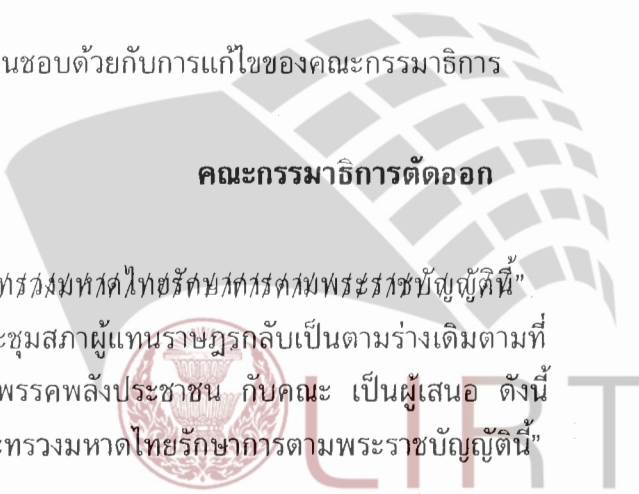 นชอบด้วยกับการแก้ไขของคณะกรรมาธิการ
คณะกรรมาธิการตัดออก
ทรวงมหาดไทยรักษาการตามพระราชบัญญัตินี้”
ะชุมสภาผู้แทนราษฎรกลับเป็นตามร่างเดิมตามที่
พรรคพลังประชาชน กับคณะ เป็นผู้เสนอ ดังนี้
ะทรวงมหาดไทยรักษาการตามพระราชบัญญัตินี้”
LIRT